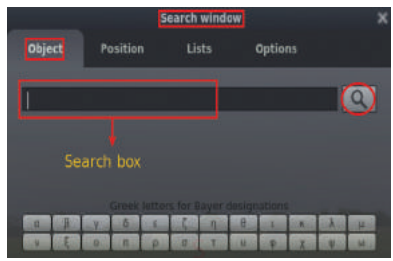 Search window
Object Position Lists Options
Search box
Greek letters for Bayer designations
α β γ δ ε ζ η θ ι κ λ μ
ν ξ ο π ρ σ τ υ φ χ ψ ω